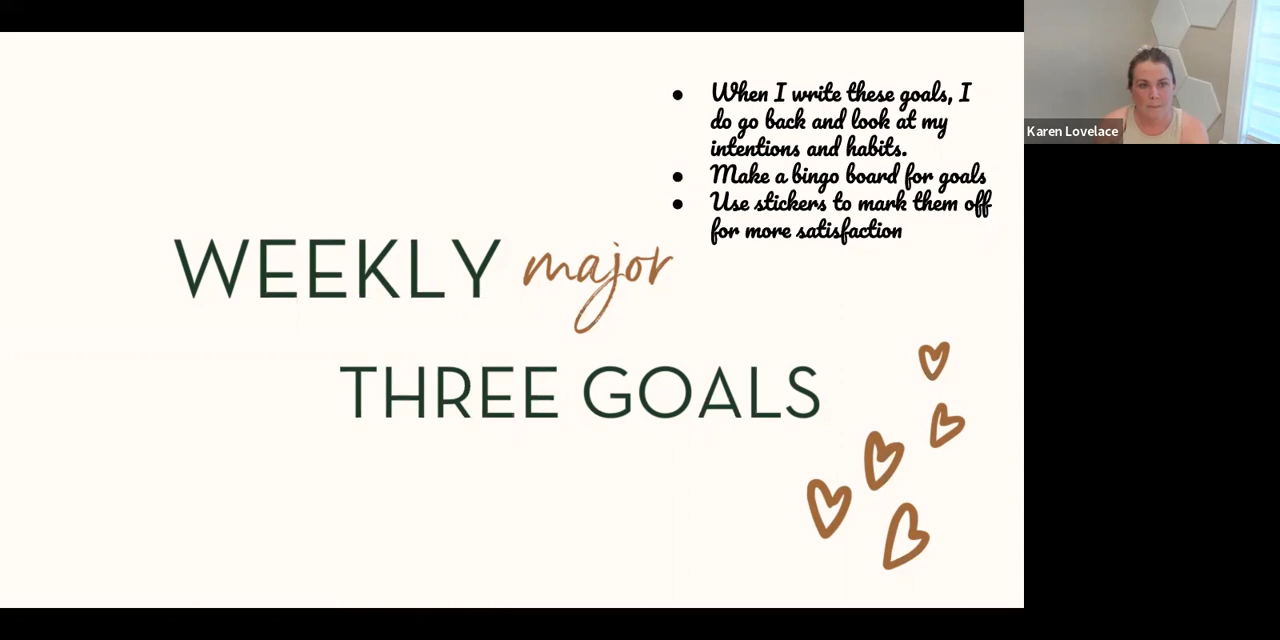 ● When I write these goals, I
do go back and look at my
intentions and habits.
● Make a bingo board for goals
● Use stickers to mark them off
for more satisfaction
WEEKLY major
THREE GOALS
Karen Lovelace